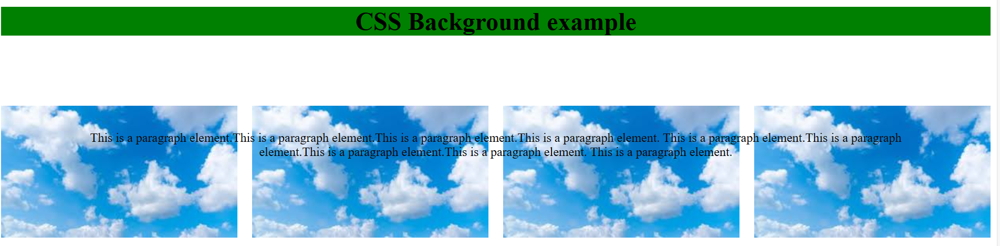 CSS Background example
This is a paragraph element.This is a paragraph element.This is a paragraph element.This is a paragraph element. This is a paragraph element.This is a paragraph
element.This is a paragraph element.This is a paragraph element. This is a paragraph element.